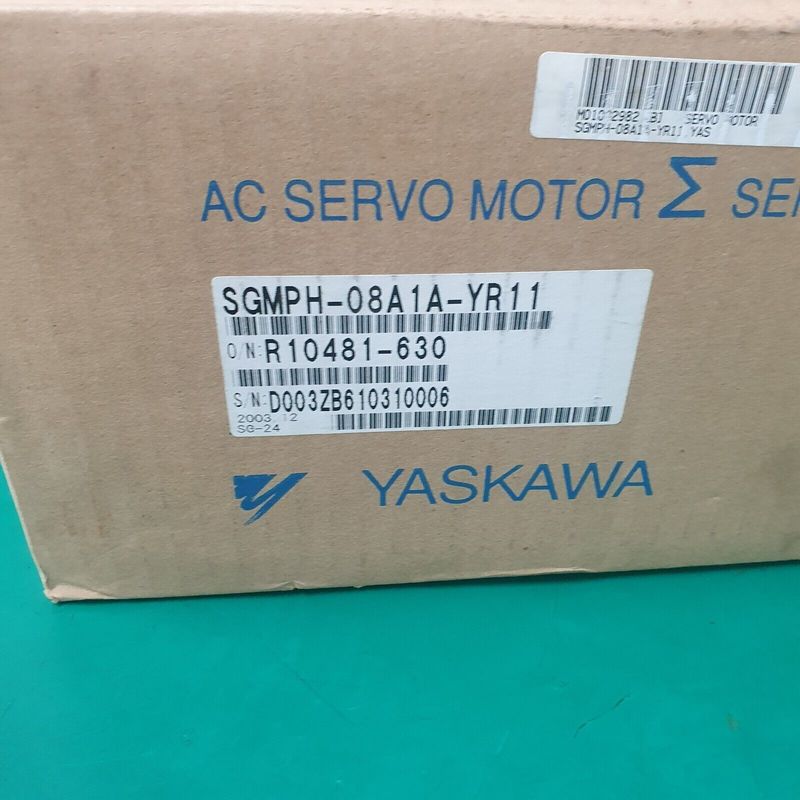 SERVO MOTOR
SGMPH-08A1A-YR11 YAS
AC SERVO MOTOR Σ SER
SGMPH-08A1A-YR11
O/N: R10481-630
S/N: D003ZB610310006
2003.12
SG-24
YASKAWA